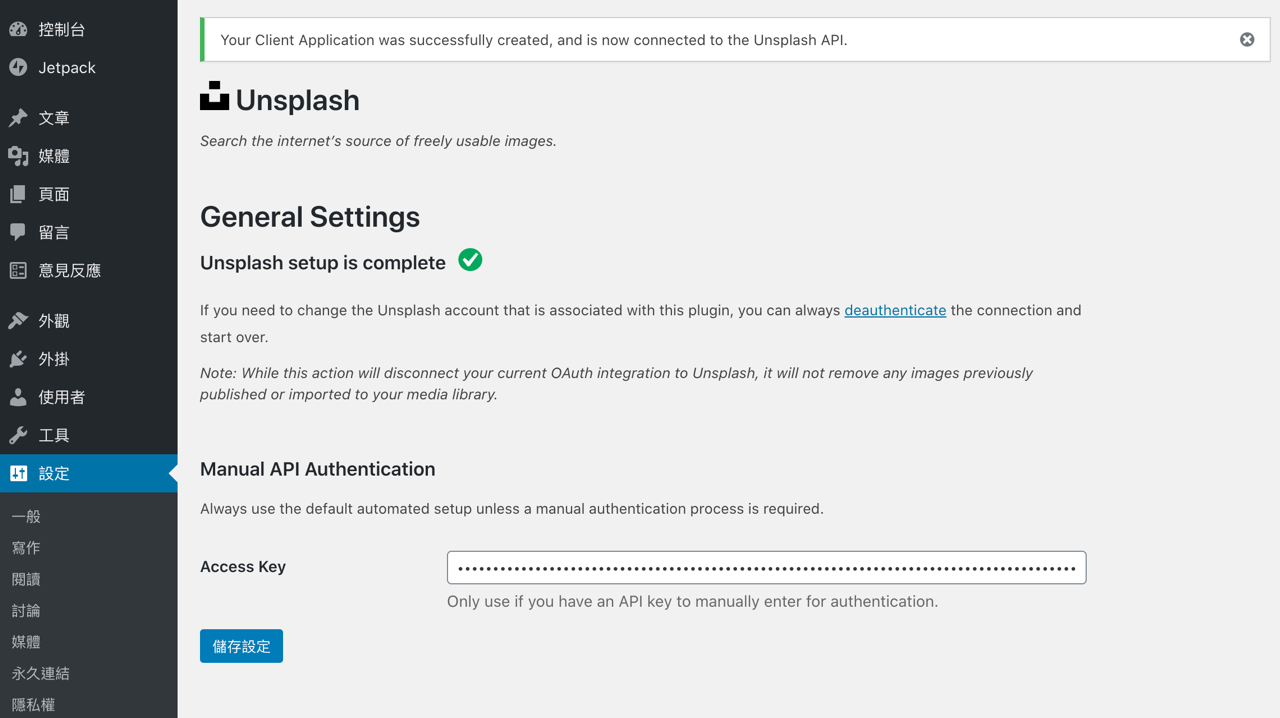 控制台
Jetpack
文章
媒體
頁面
留言
意見反應
外觀
外掛
使用者
工具
設定
一般
寫作
閱讀
討論
媒體
永久連結
隱私權
Your Client Application was successfully created, and is now connected to the Unsplash API.
Unsplash
Search the internet’s source of freely usable images.
General Settings
Unsplash setup is complete
If you need to change the Unsplash account that is associated with this plugin, you can always deauthenticate the connection and
start over.
Note: While this action will disconnect your current OAuth integration to Unsplash, it will not remove any images previously
published or imported to your media library.
Manual API Authentication
Always use the default automated setup unless a manual authentication process is required.
Access Key
Only use if you have an API key to manually enter for authentication.
儲存設定